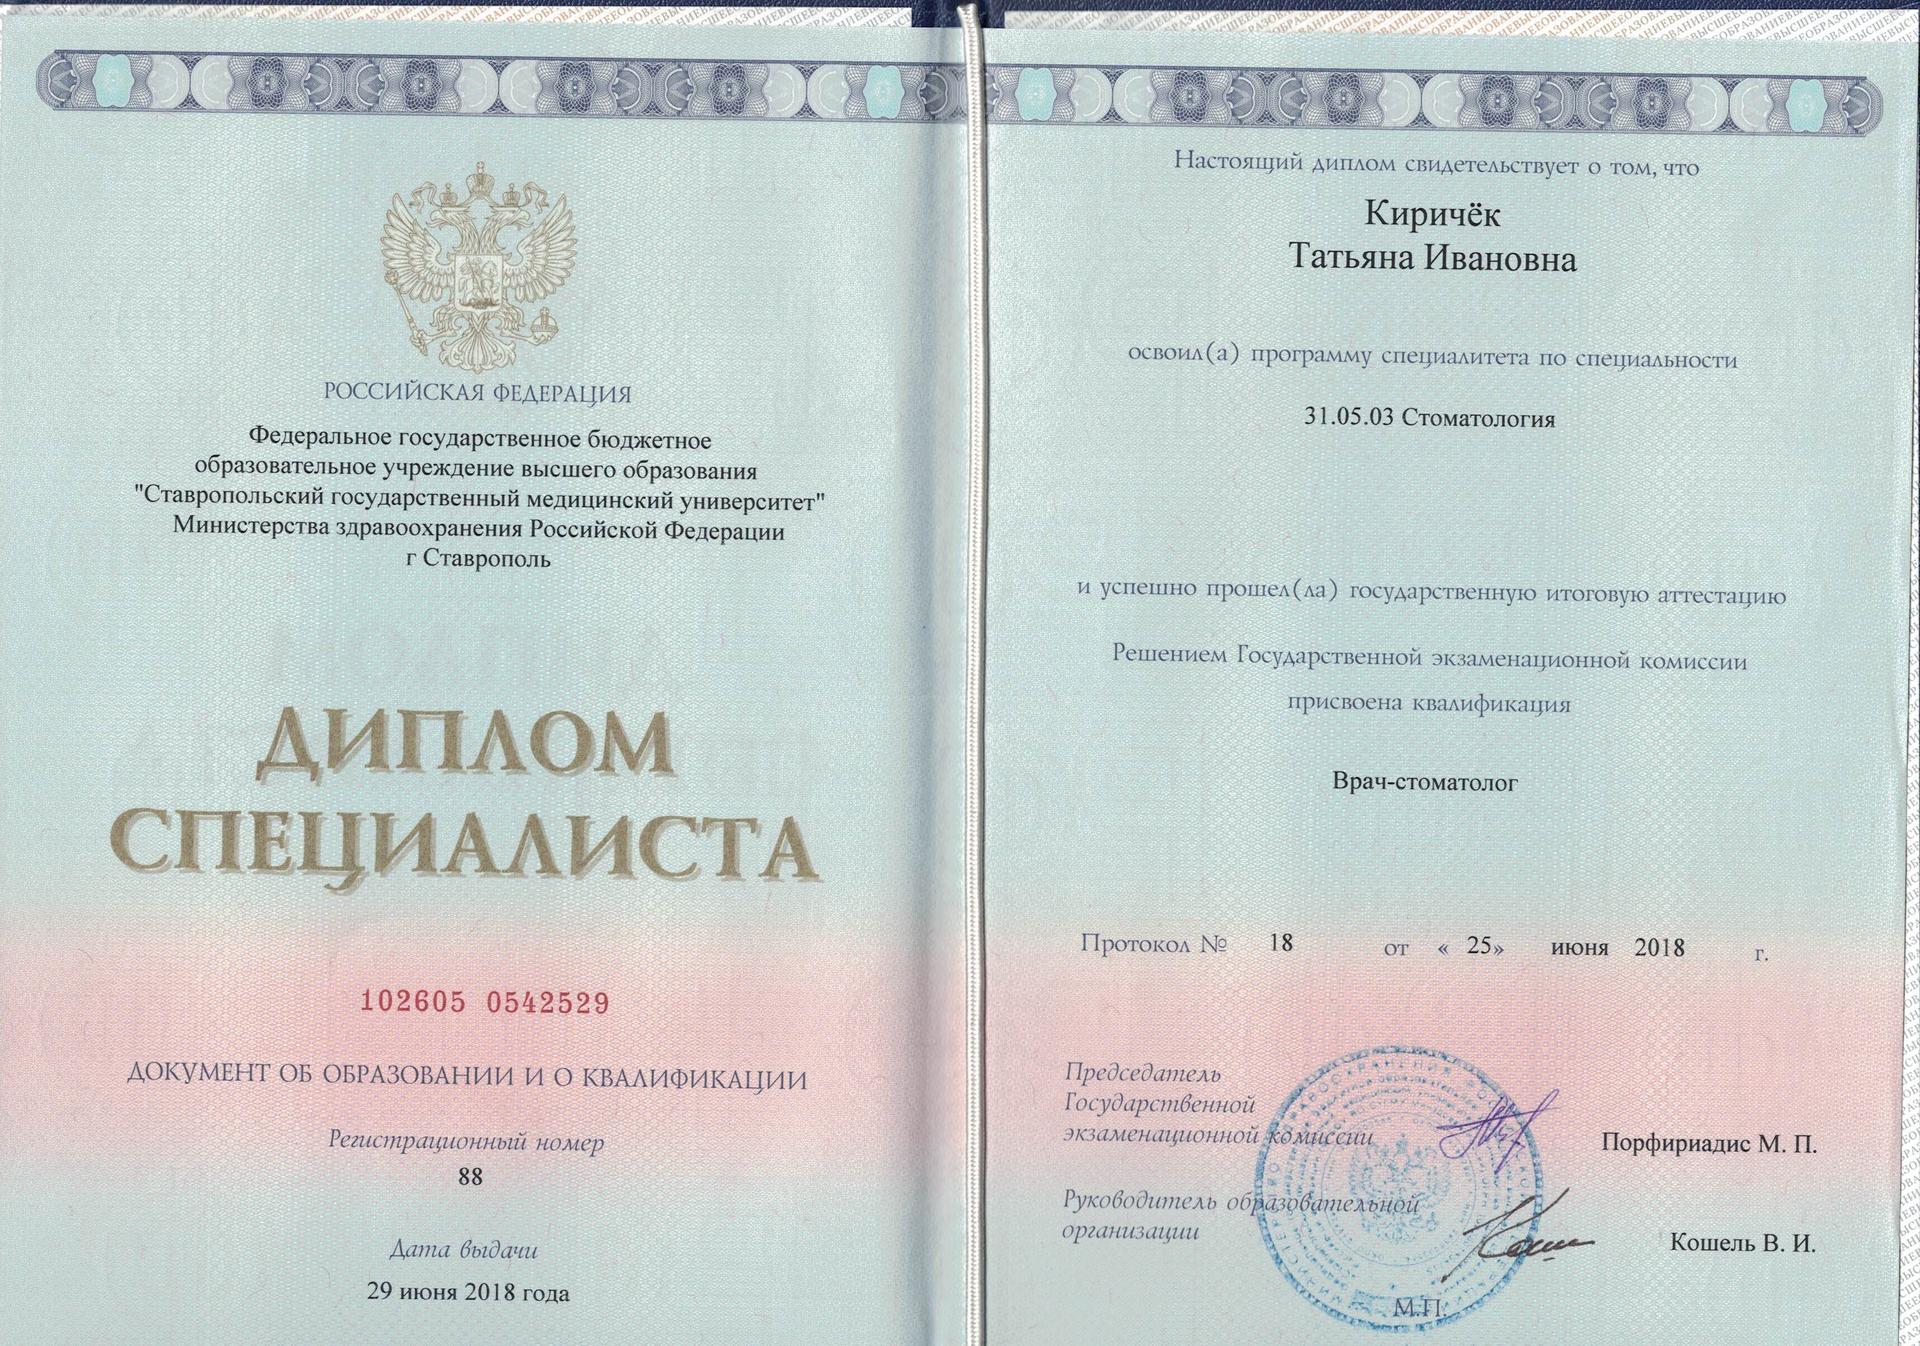 РОССИЙСКАЯ ФЕДЕРАЦИЯ
Федеральное государственное бюджетное
образовательное учреждение высшего образования
"Ставропольский государственный медицинский университет"
Министерства здравоохранения Российской Федерации
г Ставрополь
ДИПЛОМ
СПЕЦИАЛИСТА
102605 0542529
ДОКУМЕНТ ОБ ОБРАЗОВАНИИ И О КВАЛИФИКАЦИИ
Регистрационный номер
88
Дата выдачи
29 июня 2018 года
Настоящий диплом свидетельствует о том, что
Киричёк
Татьяна Ивановна
освоил(а) программу специалитета по специальности
31.05.03 Стоматология
и успешно прошел(ла) государственную итоговую аттестацию
Решением Государственной экзаменационной комиссии
присвоена квалификация
Врач-стоматолог
Протокол № 18 от « 25» июня 2018 г.
Председатель
Государственной
экзаменационной комиссии
Порфириадис М. П.
Руководитель образовательной
организации
Кошель В. И.
М.П.